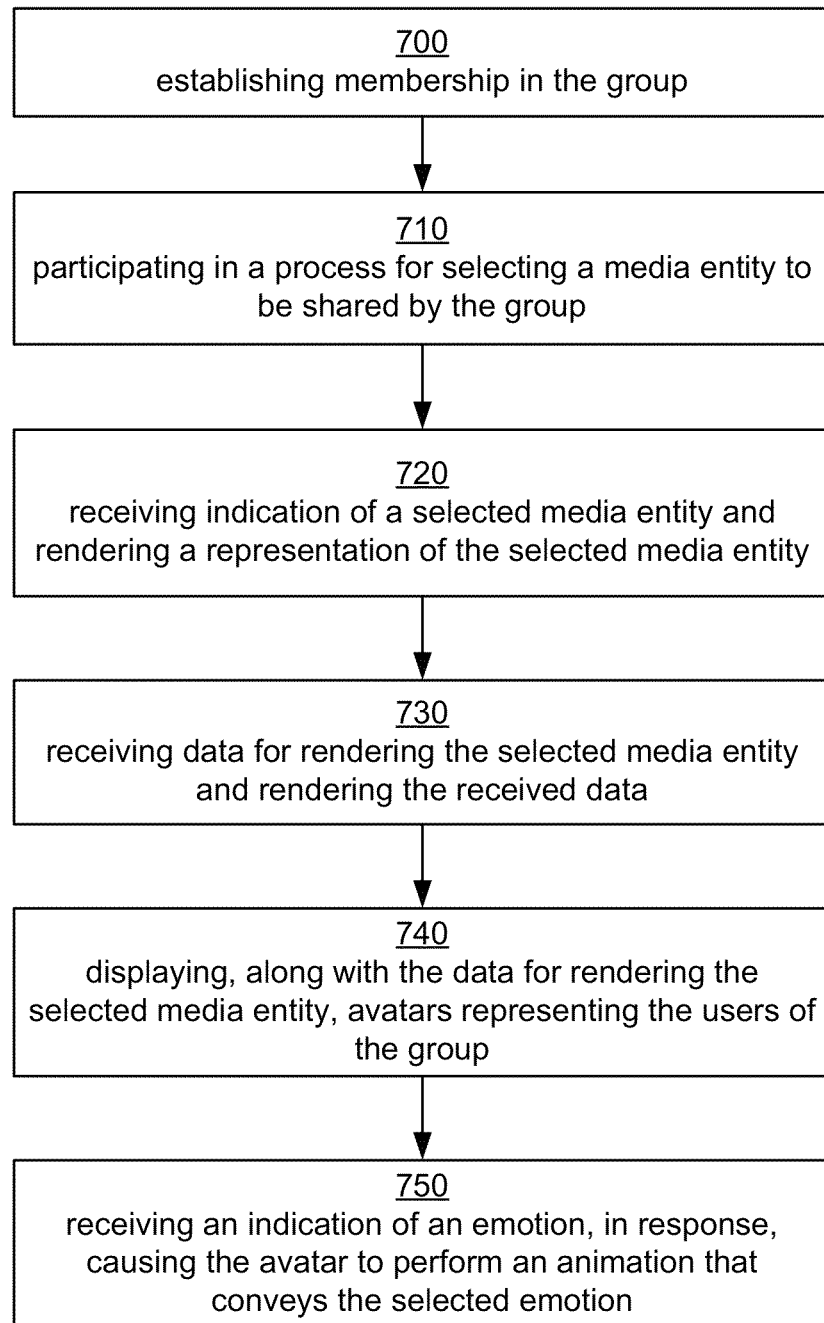 700
establishing membership in the group
710
participating in a process for selecting a media entity to
be shared by the group
720
receiving indication of a selected media entity and
rendering a representation of the selected media entity
730
receiving data for rendering the selected media entity
and rendering the received data
740
displaying, along with the data for rendering the
selected media entity, avatars representing the users of
the group
750
receiving an indication of an emotion, in response,
causing the avatar to perform an animation that
conveys the selected emotion